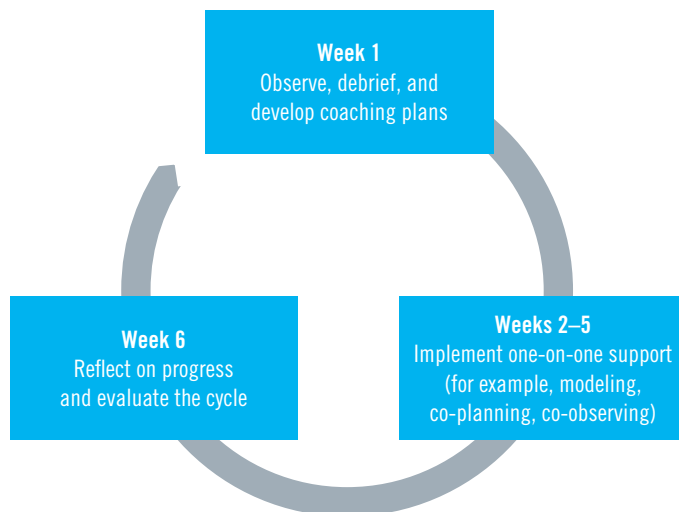 Week 1
Observe, debrief, and
develop coaching plans
Weeks 2–5
Implement one-on-one support
(for example, modeling,
co-planning, co-observing)
Week 6
Reflect on progress
and evaluate the cycle